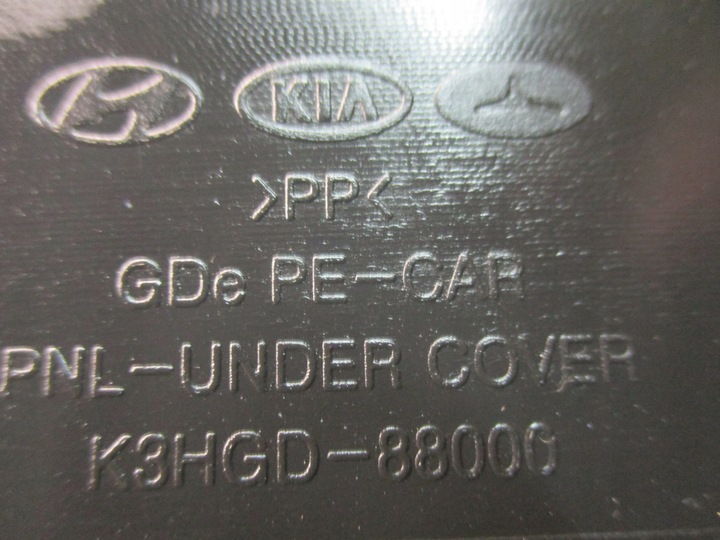 KIA
>PP<
GDe PE-CAR
PNL-UNDER COVER
K3HGD-88000